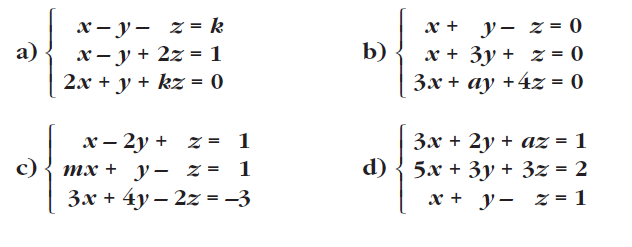 a) x – y – z = k
x – y + 2z = 1
2x + y + kz = 0
b) x + y – z = 0
x + 3y + z = 0
3x + ay + 4z = 0
c) x – 2y + z = 1
mx + y – z = 1
3x + 4y – 2z = –3
d) 3x + 2y + az = 1
5x + 3y + 3z = 2
x + y – z = 1